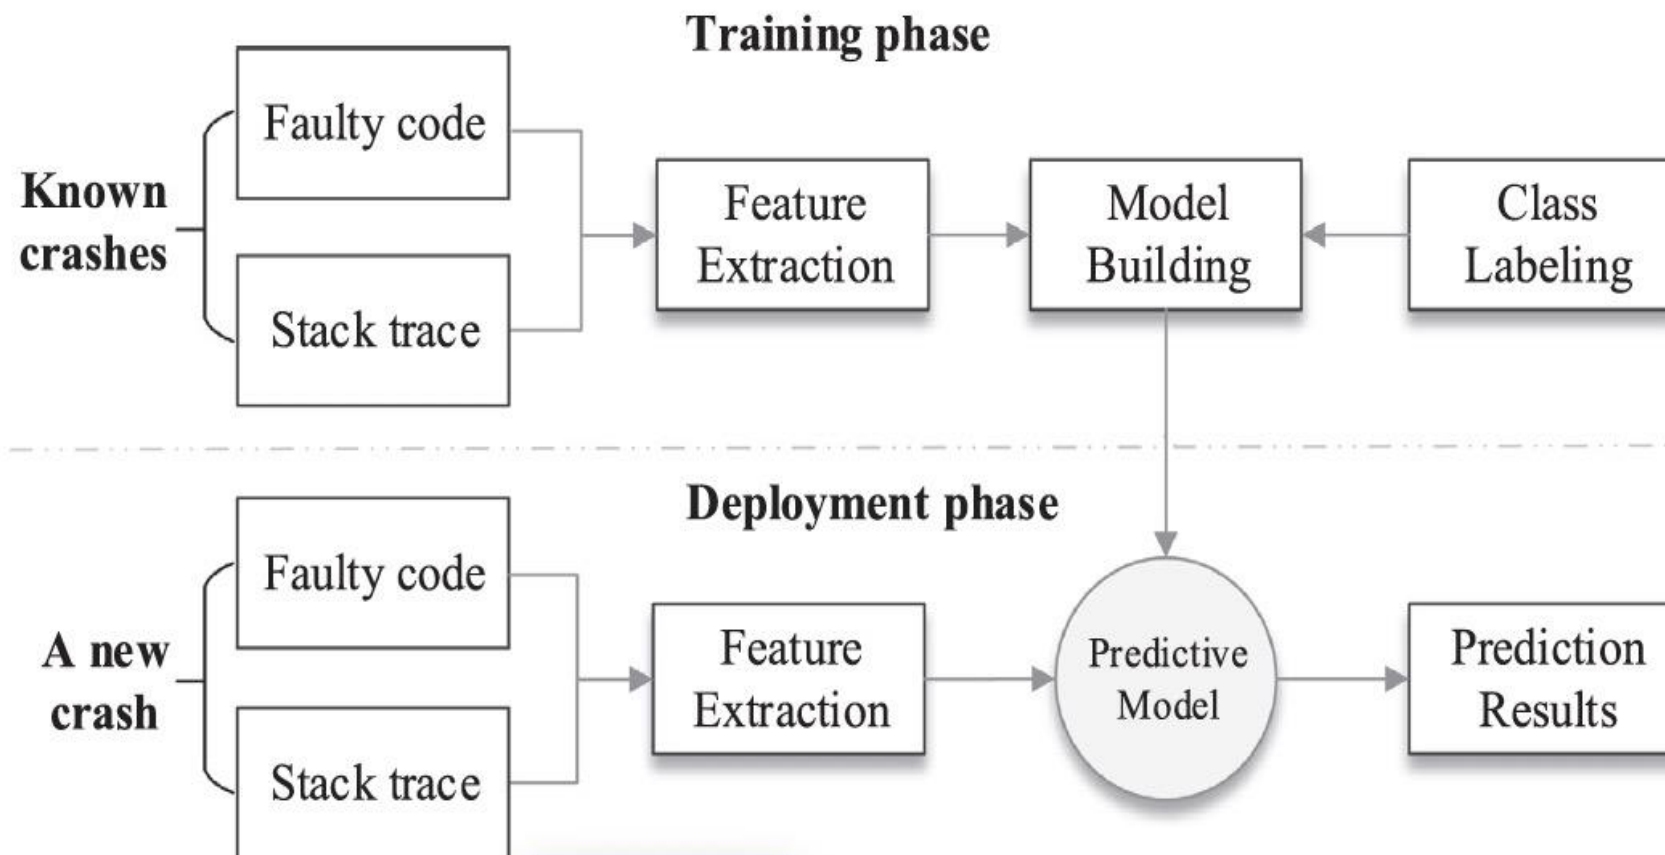 Training phase
Known
crashes
Faulty code
Stack trace
Feature
Extraction
Model
Building
Class
Labeling
Deployment phase
A new
crash
Faulty code
Stack trace
Feature
Extraction
Predictive
Model
Prediction
Results